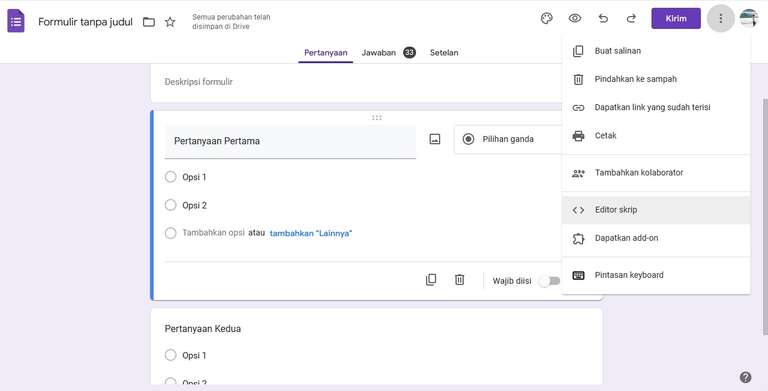 Formulir tanpa judul
Semua perubahan telah
disimpan di Drive
Kirim
Pertanyaan
Jawaban 33
Setelan
Deskripsi formulir
Pertanyaan Pertama
Pilihan ganda
Opsi 1
Opsi 2
Tambahkan opsi atau tambahkan "Lainnya"
Wajib diisi
Pertanyaan Kedua
Opsi 1
Opsi 2
Buat salinan
Pindahkan ke sampah
Dapatkan link yang sudah terisi
Cetak
Tambahkan kolaborator
Editor skrip
Dapatkan add-on
Pintasan keyboard